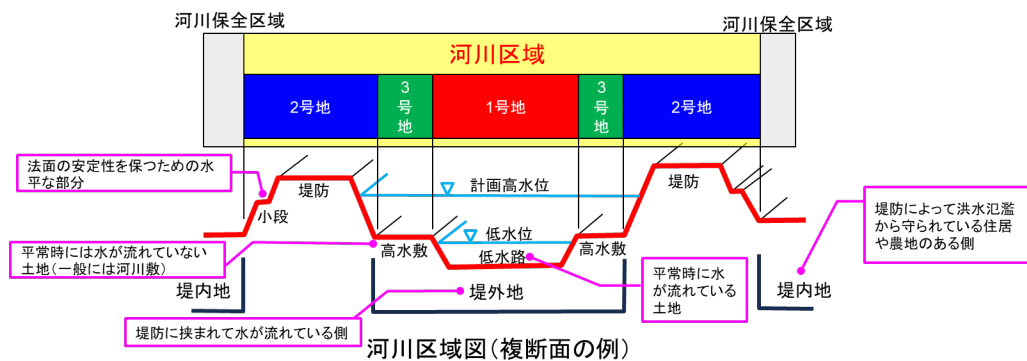 河川保全区域
河川保全区域
河川区域
2号地
3号地
1号地
3号地
2号地
法面の安定性を保つための水
平な部分
堤防
計画高水位
堤防
小段
堤防によって洪水氾濫
から守られている住居
や農地のある側
平常時には水が流れていない
土地(一般には河川敷)
高水敷
低水位
低水路
高水敷
平常時に水
が流れている
土地
堤内地
堤外地
堤内地
堤防に挟まれて水が流れている側
河川区域図(複断面の例)